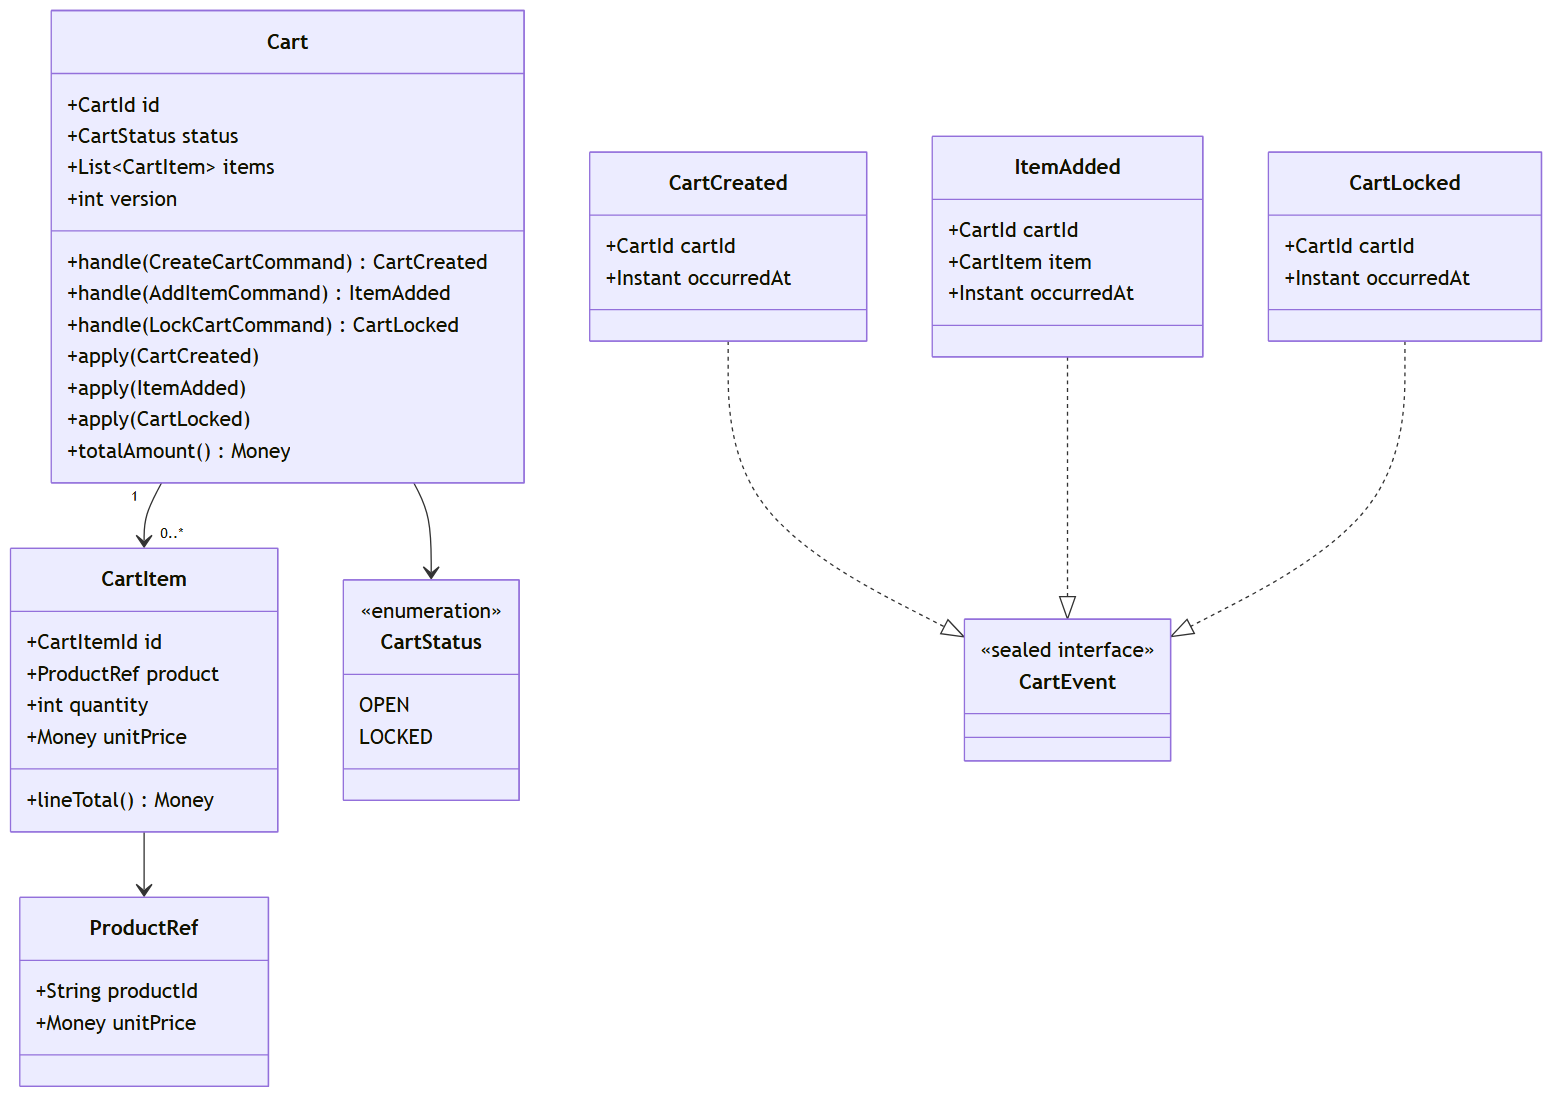 Cart
+CartId id
+CartStatus status
+List<CartItem> items
+int version
+handle(CreateCartCommand) : CartCreated
+handle(AddItemCommand) : ItemAdded
+handle(LockCartCommand) : CartLocked
+apply(CartCreated)
+apply(ItemAdded)
+apply(CartLocked)
+totalAmount() : Money
1
0..*
CartItem
+CartItemId id
+ProductRef product
+int quantity
+Money unitPrice
+lineTotal() : Money
«enumeration»
CartStatus
OPEN
LOCKED
ProductRef
+String productId
+Money unitPrice
CartCreated
+CartId cartId
+Instant occurredAt
ItemAdded
+CartId cartId
+CartItem item
+Instant occurredAt
CartLocked
+CartId cartId
+Instant occurredAt
«sealed interface»
CartEvent